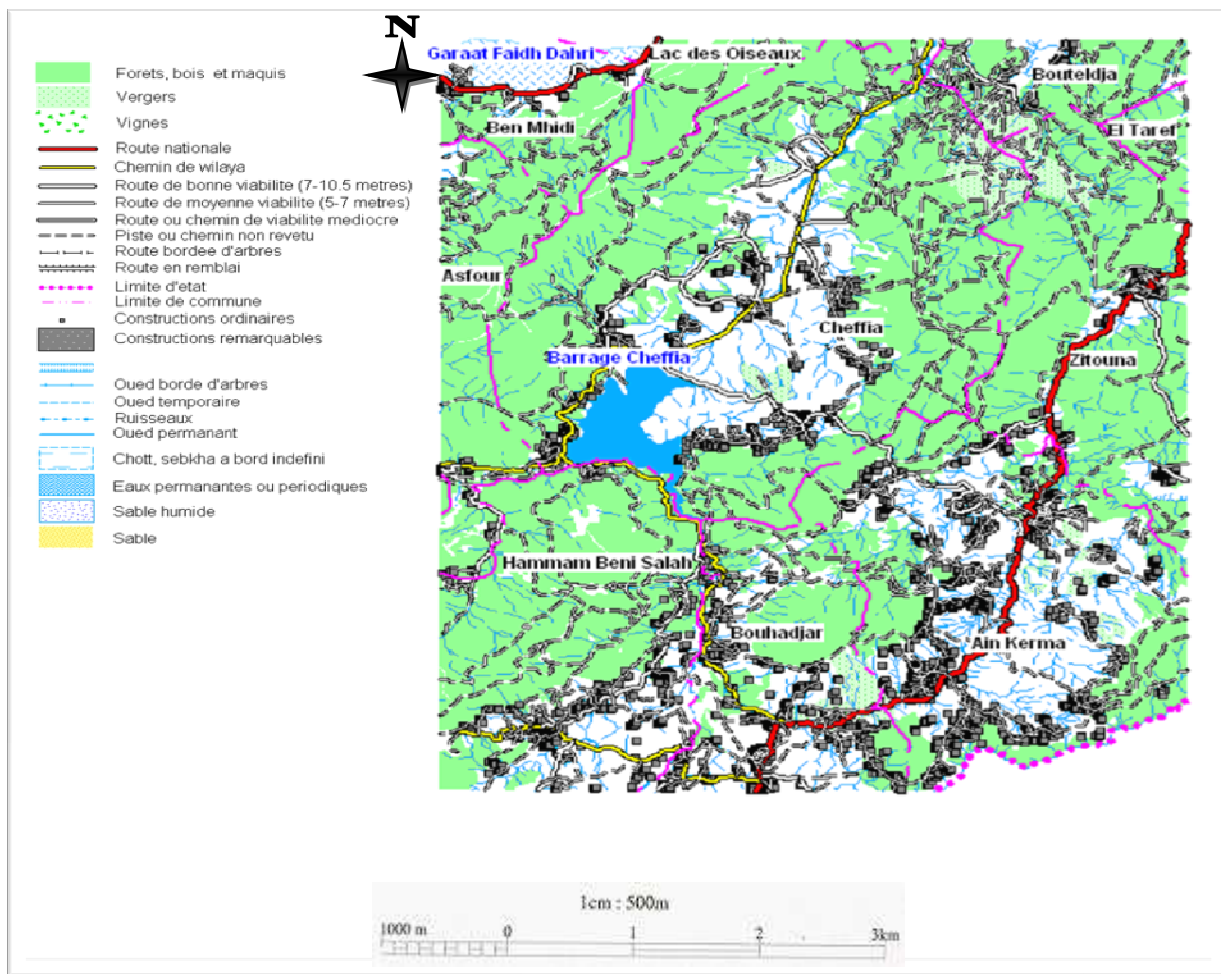 N
Garaat Faidh Dahri
Lac des Oiseaux
Bouteldja
Ben Mhidi
El Taref
Asfour
Cheffia
Barrage Cheffia
Zitouna
Hammam Beni Salah
Bouhadjar
Ain Kerma
Forets, bois et maquis
Vergers
Vignes
Route nationale
Chemin de wilaya
Route de bonne viabilite (7-10.5 metres)
Route de moyenne viabilite (5-7 metres)
Route ou chemin de viabilite mediocre
Piste ou chemin non revetu
Route bordee d'arbres
Route en remblai
Limite d'etat
Limite de commune
Constructions ordinaires
Constructions remarquables
Oued borde d'arbres
Oued temporaire
Ruisseaux
Oued permanant
Chott, sebkha a bord indefini
Eaux permanantes ou periodiques
Sable humide
Sable
1cm : 500m
1000 m 0 1 2 3km